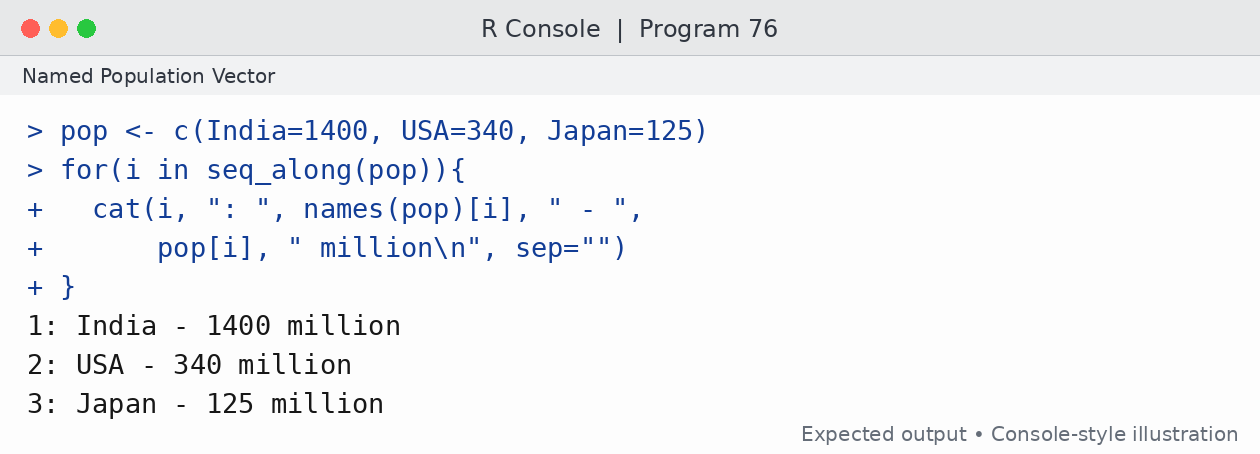 R Console | Program 76
Named Population Vector
> pop <- c(India=1400, USA=340, Japan=125)
> for(i in seq_along(pop)){
+   cat(i, ": ", names(pop)[i], " - ",
+       pop[i], " million\n", sep="")
+ }
1: India - 1400 million
2: USA - 340 million
3: Japan - 125 million
Expected output • Console-style illustration